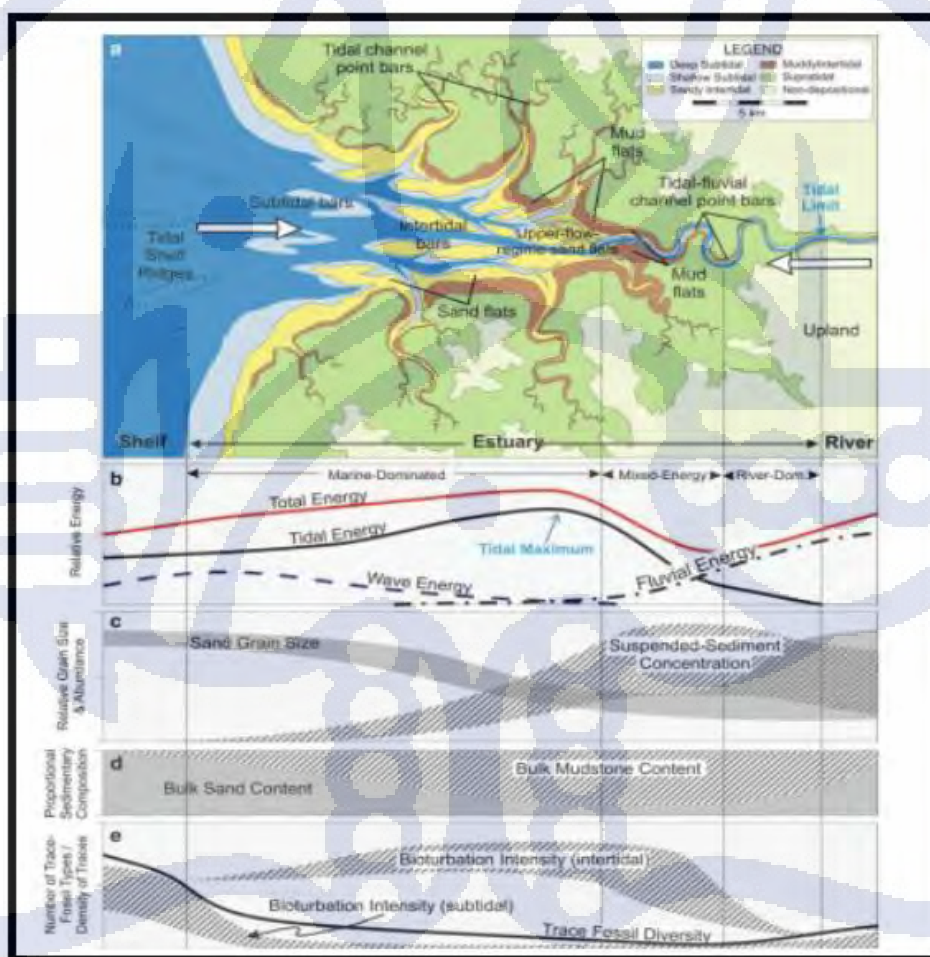 a
Tidal channel
point bars
LEGEND
Deep Subtidal
Shallow Subtidal
Sandy Intertidal
MuddyIntertidal
Supratidal
Non-depositional
5 km
Mud
flats
Tidal-fluvial
channel point bars
Tidal
Limit
Subtidal bars
Intertidal
bars
Upper-flow-
regime sand flats
Tidal
Shelf
Ridges
Mud
flats
Sand flats
Upland
Shelf
Estuary
River
b
Marine-Dominated
Mixed-Energy
River-Dom.
Relative Energy
Total Energy
Tidal Energy
Tidal Maximum
Wave Energy
Fluvial Energy
c
Relative Grain Size
& Abundance
Sand Grain Size
Suspended-Sediment
Concentration
d
Proportional
Sedimentary
Composition
Bulk Mudstone Content
Bulk Sand Content
e
Number of Trace-
Fossil Types /
Density of Traces
Bioturbation Intensity (intertidal)
Bioturbation Intensity (subtidal)
Trace Fossil Diversity